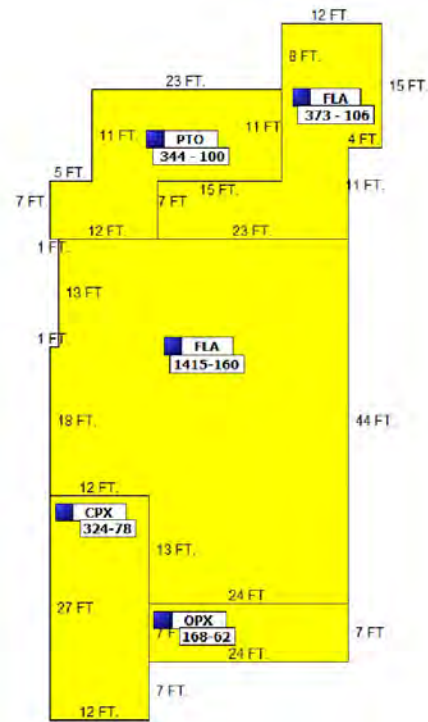 12 FT.
8 FT.
15 FT.
23 FT.
FLA
373 - 106
11 FT.
PTO
344 - 100
11 FT.
4 FT.
5 FT.
15 FT.
11 FT.
7 FT.
7 FT.
12 FT.
23 FT.
1 FT.
13 FT.
1 FT.
FLA
1415-160
18 FT.
44 FT.
12 FT.
CPX
324-78
13 FT.
27 FT.
24 FT.
OPX
168-62
7 FT.
24 FT.
7 FT.
12 FT.